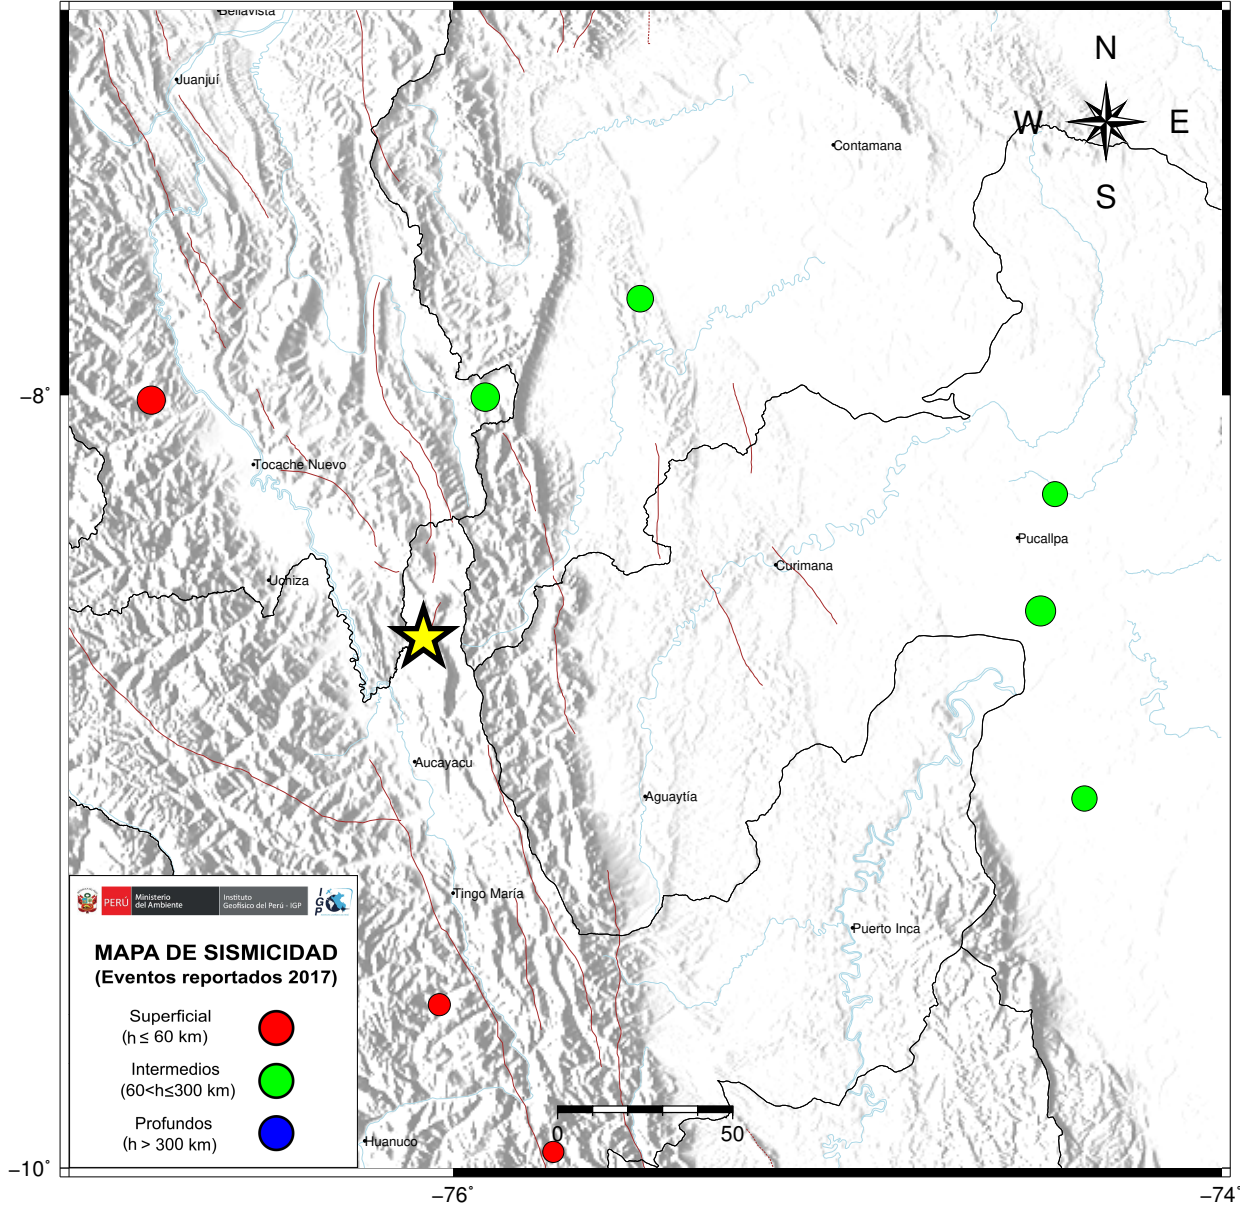 Bellavista
N
Juanjuí
W
E
Contamana
S
−8˚
Tocache Nuevo
Pucallpa
Curimana
Uchiza
Aucayacu
Aguaytía
PERÚ
Ministerio
del Ambiente
Instituto
Geofísico del Perú - IGP
IGP
Tingo María
Puerto Inca
MAPA DE SISMICIDAD
(Eventos reportados 2017)
Superficial
(h ≤ 60 km)
Intermedios
(60<h≤300 km)
Profundos
(h > 300 km)
0
50
Huanuco
−10˚
−76˚
−74˚